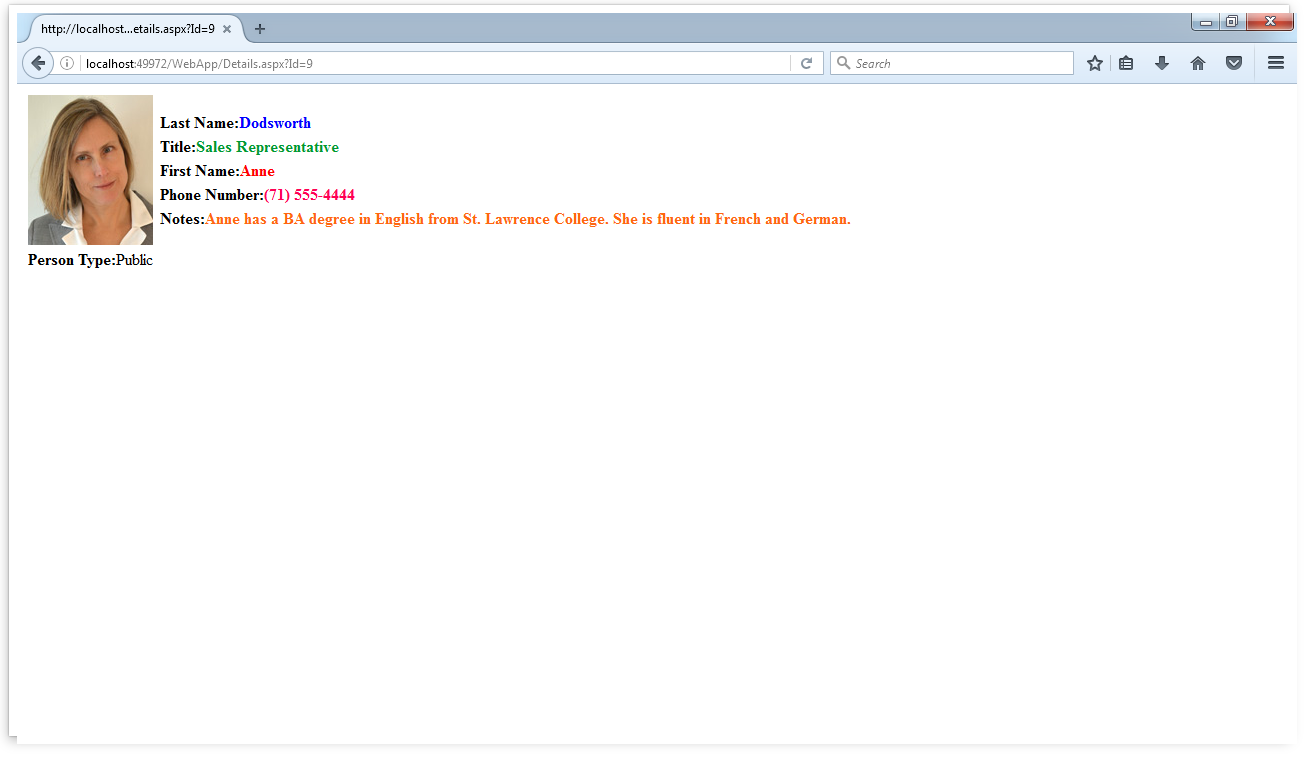 http://localhost...etails.aspx?Id=9
localhost:49972/WebApp/Details.aspx?Id=9
Search
Last Name:Dodsworth
Title:Sales Representative
First Name:Anne
Phone Number:(71) 555-4444
Notes:Anne has a BA degree in English from St. Lawrence College. She is fluent in French and German.
Person Type:Public